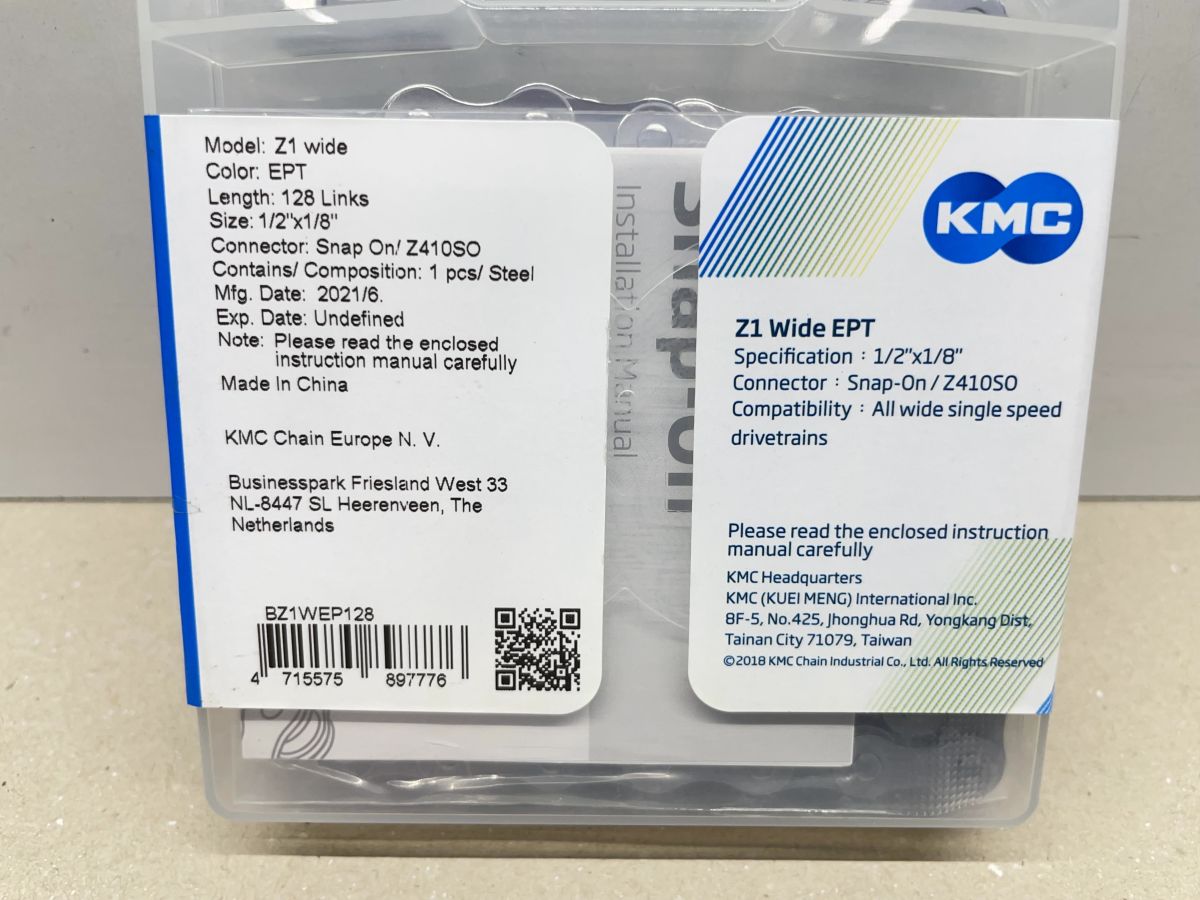 Model: Z1 wide
Color: EPT
Length: 128 Links
Size: 1/2"x1/8"
Connector: Snap On/ Z410SO
Contains/ Composition: 1 pcs/ Steel
Mfg. Date: 2021/6.
Exp. Date: Undefined
Note: Please read the enclosed
instruction manual carefully
Made In China
KMC Chain Europe N. V.
Businesspark Friesland West 33
NL-8447 SL Heerenveen, The
Netherlands
BZ1WEP128
4 715575 897776
Snap-On
Installation Manual
KMC
Z1 Wide EPT
Specification : 1/2"x1/8"
Connector : Snap-On / Z410SO
Compatibility : All wide single speed
drivetrains
Please read the enclosed instruction
manual carefully
KMC Headquarters
KMC (KUEI MENG) International Inc.
8F-5, No.425, Jhonghua Rd, Yongkang Dist,
Tainan City 71079, Taiwan
©2018 KMC Chain Industrial Co., Ltd. All Rights Reserved